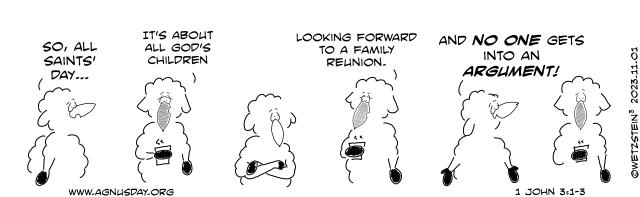 SO, ALL
SAINTS'
DAY...
IT'S ABOUT
ALL GOD'S
CHILDREN
LOOKING FORWARD
TO A FAMILY
REUNION.
AND NO ONE GETS
INTO AN
ARGUMENT!
©WETZSTEIN³ 2023.11.01
WWW.AGNUSDAY.ORG
1 JOHN 3:1-3